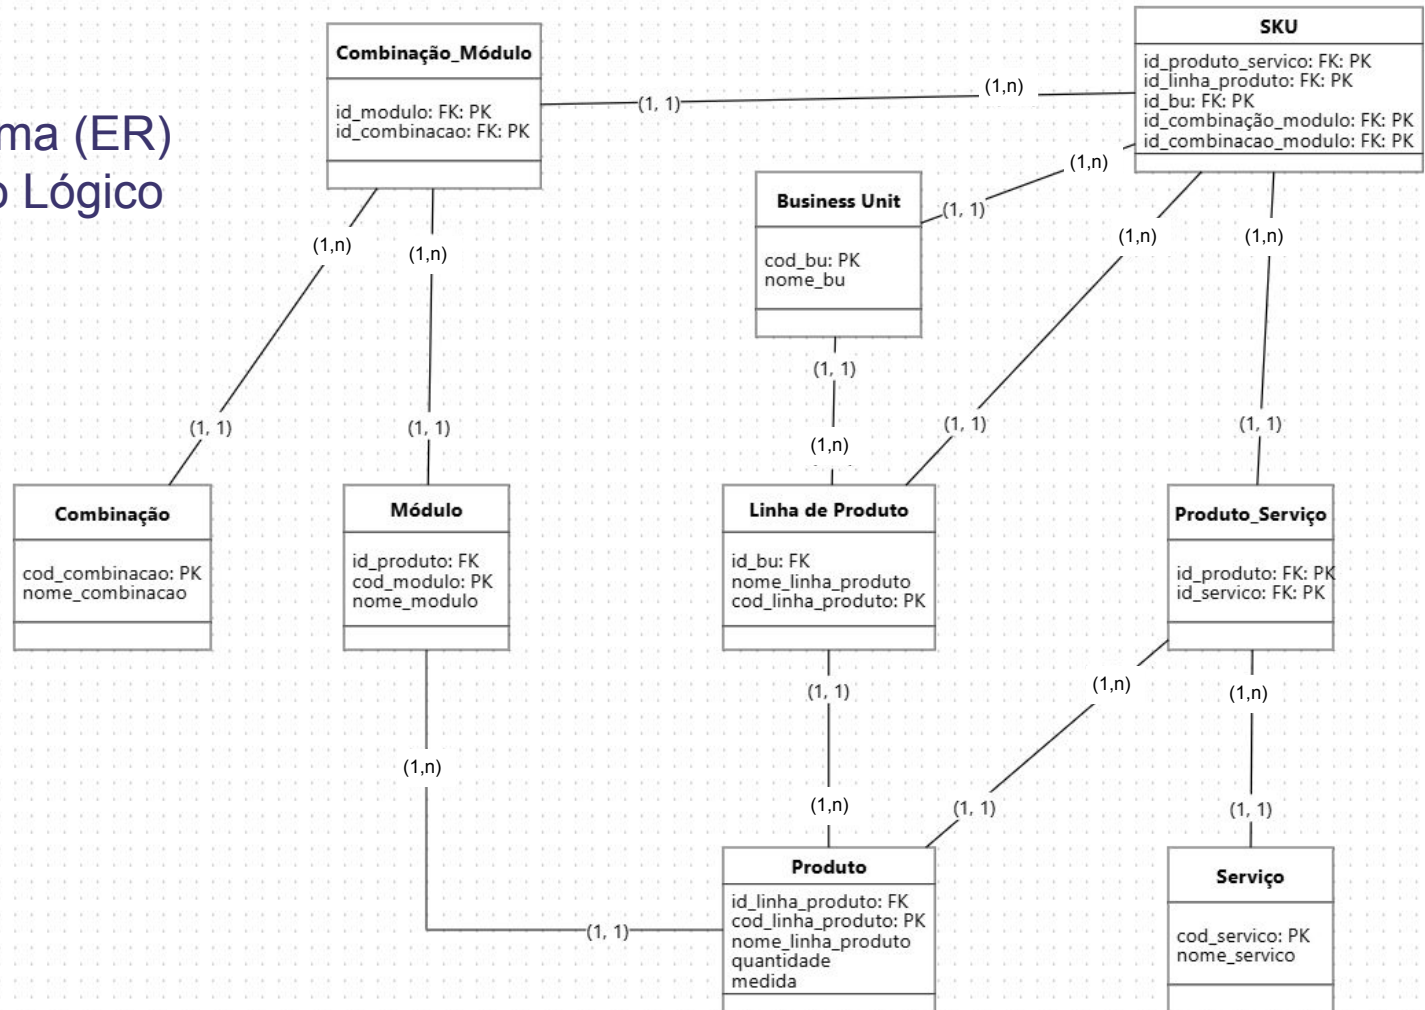 ma (ER)
o Lógico
Combinação_Módulo
id_modulo: FK: PK
id_combinacao: FK: PK
(1, 1)
(1,n)
SKU
id_produto_servico: FK: PK
id_linha_produto: FK: PK
id_bu: FK: PK
id_combinação_modulo: FK: PK
id_combinacao_modulo: FK: PK
(1,n)
(1, 1)
Business Unit
cod_bu: PK
nome_bu
(1,n)
(1,n)
(1,n)
(1,n)
(1, 1)
(1,n)
(1, 1)
(1, 1)
(1, 1)
(1, 1)
Combinação
cod_combinacao: PK
nome_combinacao
Módulo
id_produto: FK
cod_modulo: PK
nome_modulo
Linha de Produto
id_bu: FK
nome_linha_produto
cod_linha_produto: PK
Produto_Serviço
id_produto: FK: PK
id_servico: FK: PK
(1, 1)
(1,n)
(1,n)
(1,n)
(1,n)
(1, 1)
(1, 1)
(1, 1)
Produto
id_linha_produto: FK
cod_linha_produto: PK
nome_linha_produto
quantidade
medida
Serviço
cod_servico: PK
nome_servico